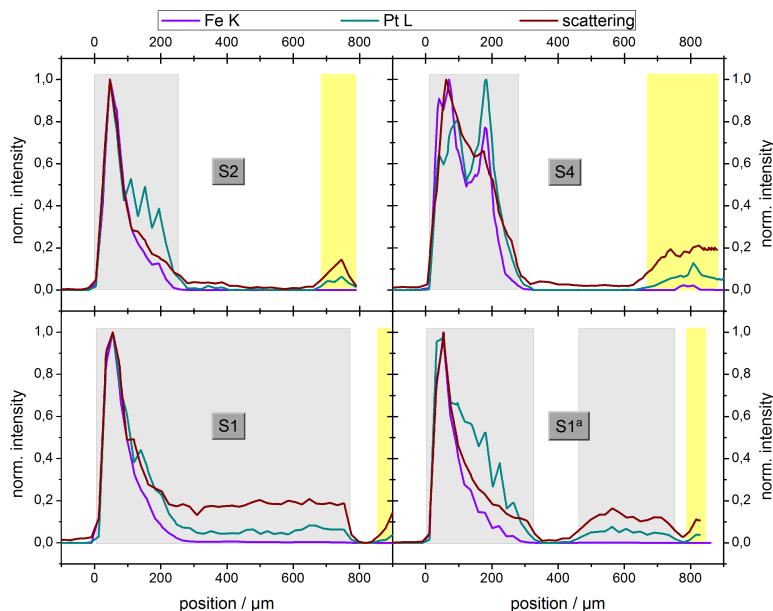 Fe K Pt L scattering
0 200 400 600 800 0 200 400 600 800
1,0 1,0
0,8 0,8
0,6 0,6
0,4 0,4
0,2 0,2
0,0 0,0
norm. intensity norm. intensity
S2 S4
1,0 1,0
0,8 0,8
0,6 0,6
0,4 0,4
0,2 0,2
0,0 0,0
norm. intensity norm. intensity
S1 S1ᵃ
0 200 400 600 800 0 200 400 600 800
position / µm position / µm